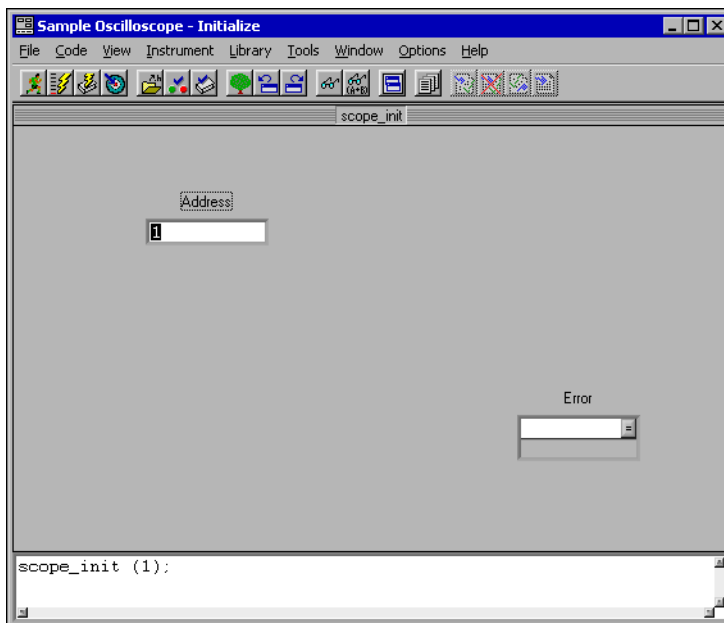 Sample Oscilloscope - Initialize
File Code View Instrument Library Tools Window Options Help
scope_init
Address
1
Error
=
scope_init (1);